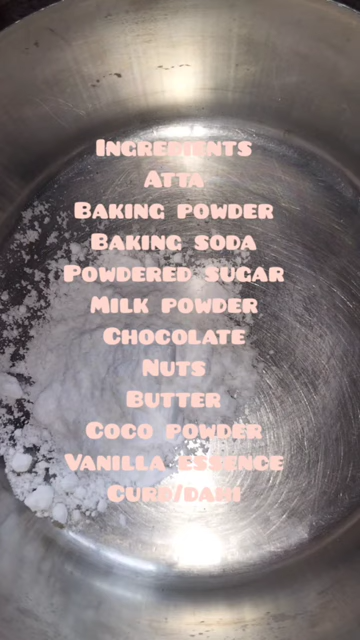 Ingredients
Atta
Baking powder
Baking soda
Powdered sugar
Milk powder
Chocolate
Nuts
Butter
Coco powder
Vanilla essence
Curd/dahi